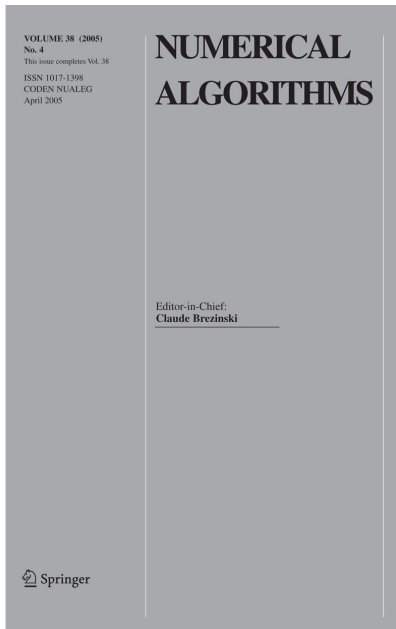 VOLUME 38 (2005)
No. 4
This issue completes Vol. 38
ISSN 1017-1398
CODEN NUALEG
April 2005
NUMERICAL
ALGORITHMS
Editor-in-Chief:
Claude Brezinski
Springer